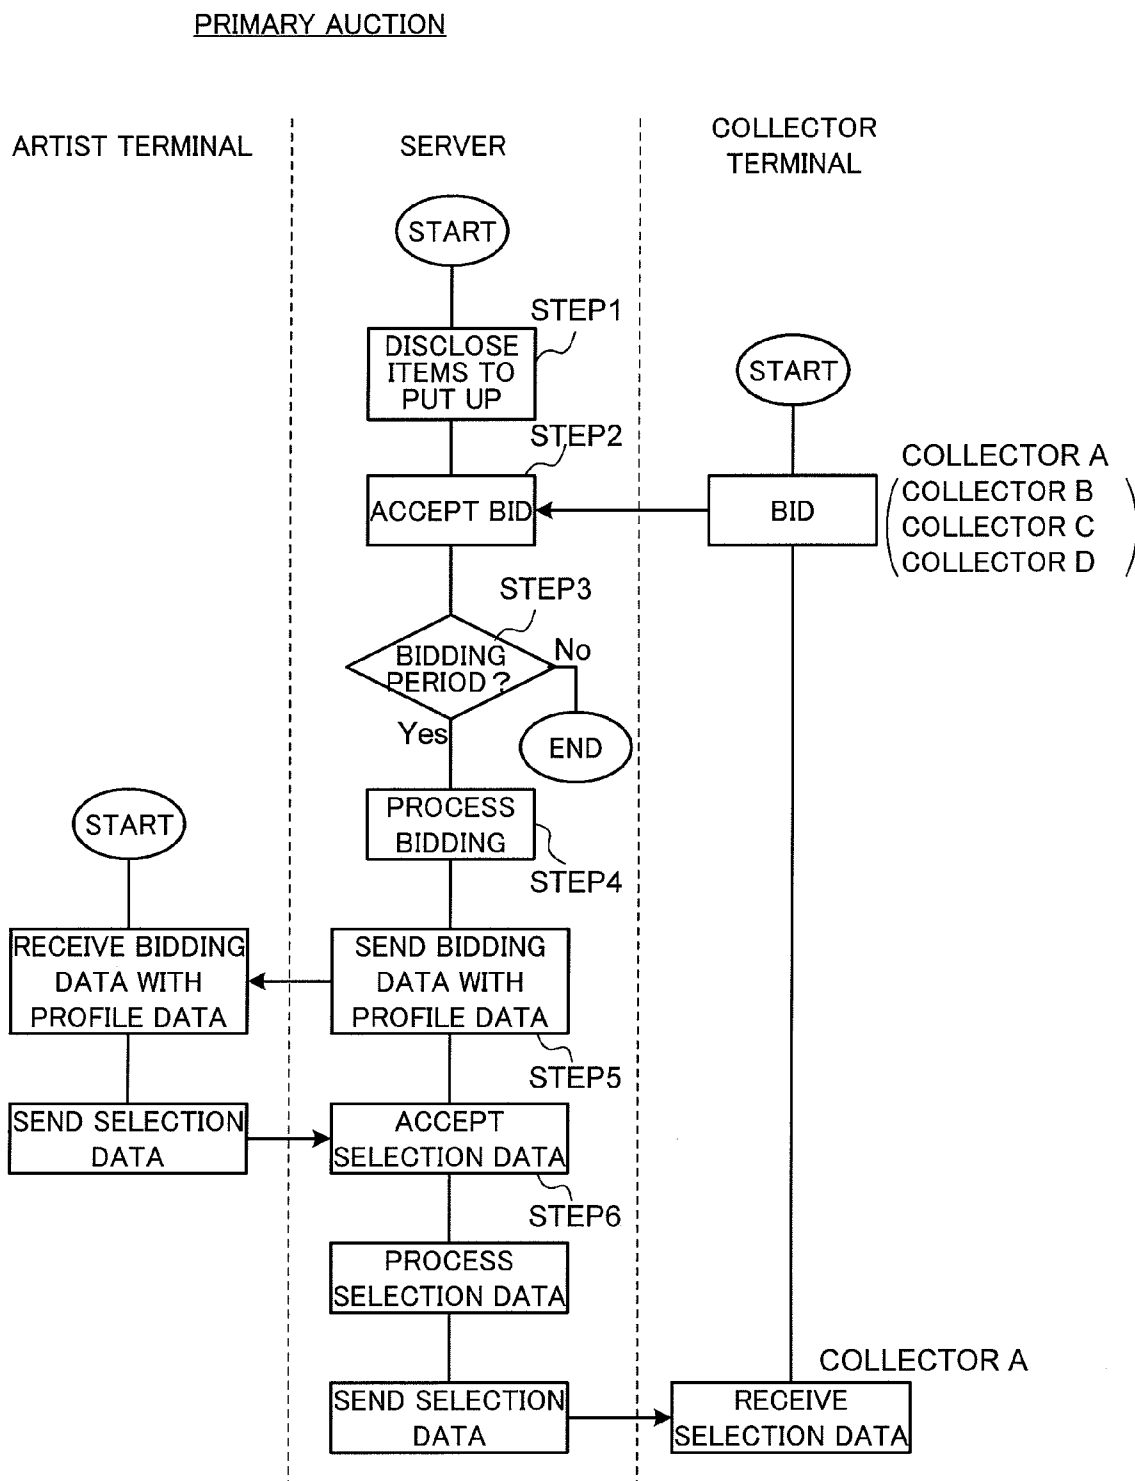 PRIMARY AUCTION
ARTIST TERMINAL
SERVER
COLLECTOR
TERMINAL
START
STEP1
DISCLOSE
ITEMS TO
PUT UP
START
STEP2
ACCEPT BID
BID
COLLECTOR A
COLLECTOR B
COLLECTOR C
COLLECTOR D
STEP3
BIDDING
PERIOD?
No
Yes
END
START
PROCESS
BIDDING
STEP4
RECEIVE BIDDING
DATA WITH
PROFILE DATA
SEND BIDDING
DATA WITH
PROFILE DATA
STEP5
SEND SELECTION
DATA
ACCEPT
SELECTION DATA
STEP6
PROCESS
SELECTION DATA
COLLECTOR A
SEND SELECTION
DATA
RECEIVE
SELECTION DATA